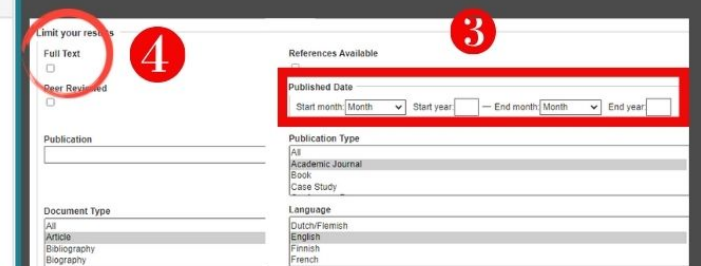 Limit your results
Full Text
4
3
References Available
Peer Reviewed
Published Date
Start month: Month Start year: — End month: Month End year:
Publication
Publication Type
All
Academic Journal
Book
Case Study
Document Type
All
Article
Bibliography
Biography
Language
Dutch/Flemish
English
Finnish
French